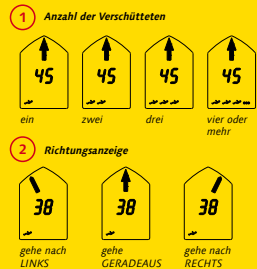 1 Anzahl der Verschütteten
45 45 45 45
ein zwei drei vier oder
mehr
2 Richtungsanzeige
38 38 38
gehe nach gehe gehe nach
LINKS GERADEAUS RECHTS